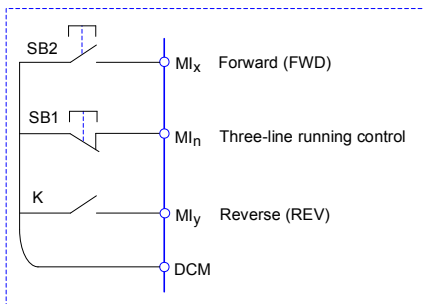 SB2
MIx Forward (FWD)
SB1
MIn Three-line running control
K
MIy Reverse (REV)
DCM